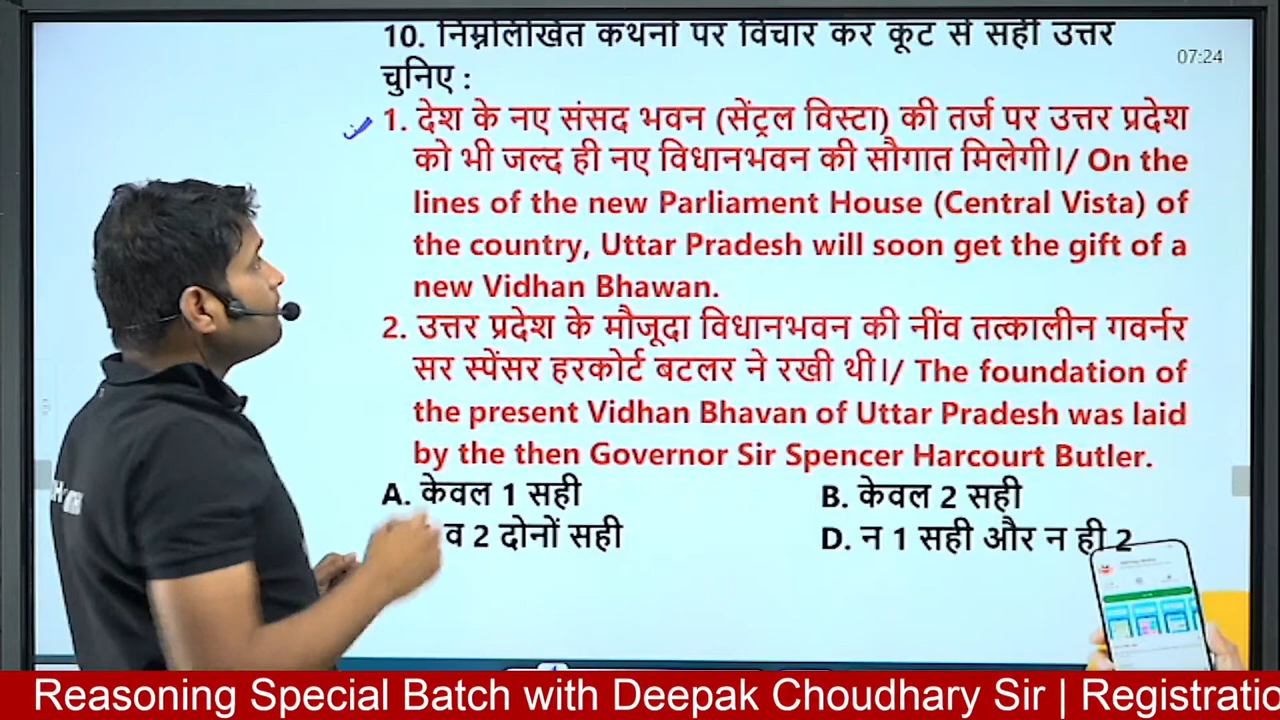 10. निम्नलिखित कथनों पर विचार कर कूट से सही उत्तर
चुनिए :
07:24
1. देश के नए संसद भवन (सेंट्रल विस्टा) की तर्ज पर उत्तर प्रदेश
को भी जल्द ही नए विधानभवन की सौगात मिलेगी।/ On the
lines of the new Parliament House (Central Vista) of
the country, Uttar Pradesh will soon get the gift of a
new Vidhan Bhawan.
2. उत्तर प्रदेश के मौजूदा विधानभवन की नींव तत्कालीन गवर्नर
सर स्पेंसर हरकोर्ट बटलर ने रखी थी।/ The foundation of
the present Vidhan Bhavan of Uttar Pradesh was laid
by the then Governor Sir Spencer Harcourt Butler.
A. केवल 1 सही
B. केवल 2 सही
व 2 दोनों सही
D. न 1 सही और न ही 2
Reasoning Special Batch with Deepak Choudhary Sir | Registratio